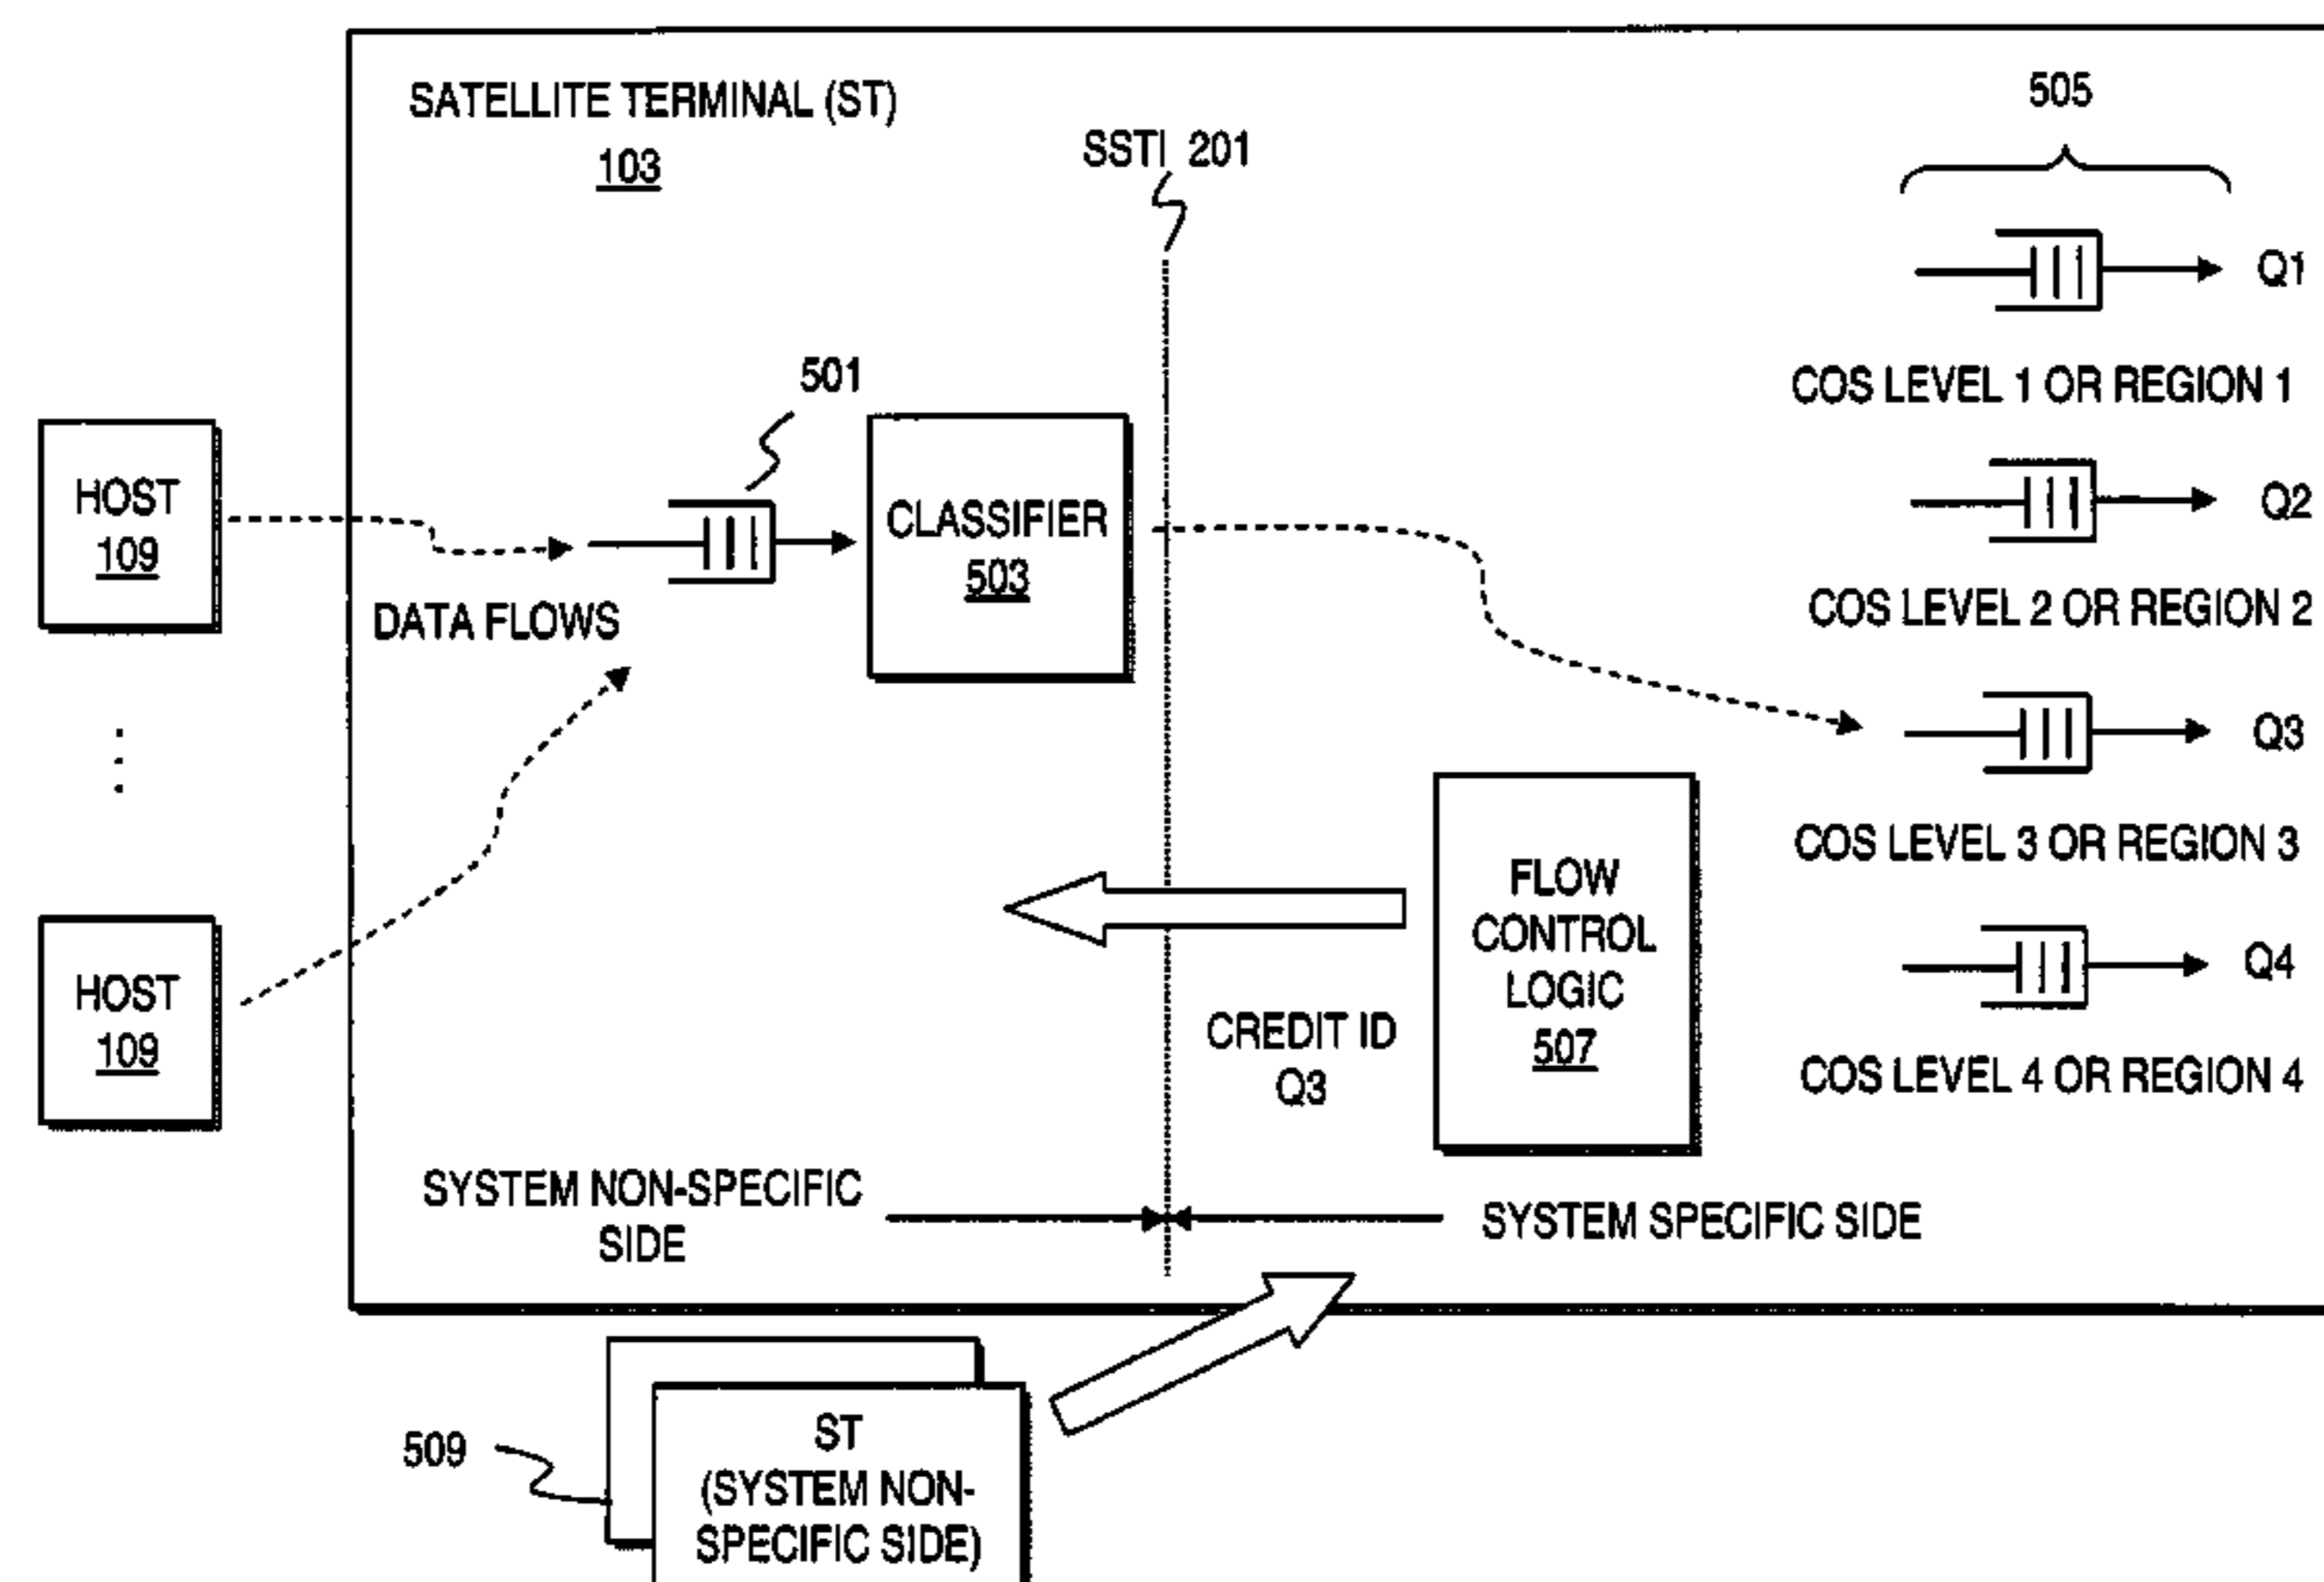 SATELLITE TERMINAL (ST)
103
SSTI 201
505
Q1
COS LEVEL 1 OR REGION 1
Q2
COS LEVEL 2 OR REGION 2
Q3
COS LEVEL 3 OR REGION 3
Q4
COS LEVEL 4 OR REGION 4
501
HOST
109
DATA FLOWS
CLASSIFIER
503
HOST
109
FLOW
CONTROL
LOGIC
507
CREDIT ID
Q3
SYSTEM NON-SPECIFIC
SIDE
SYSTEM SPECIFIC SIDE
509
ST
(SYSTEM NON-
SPECIFIC SIDE)